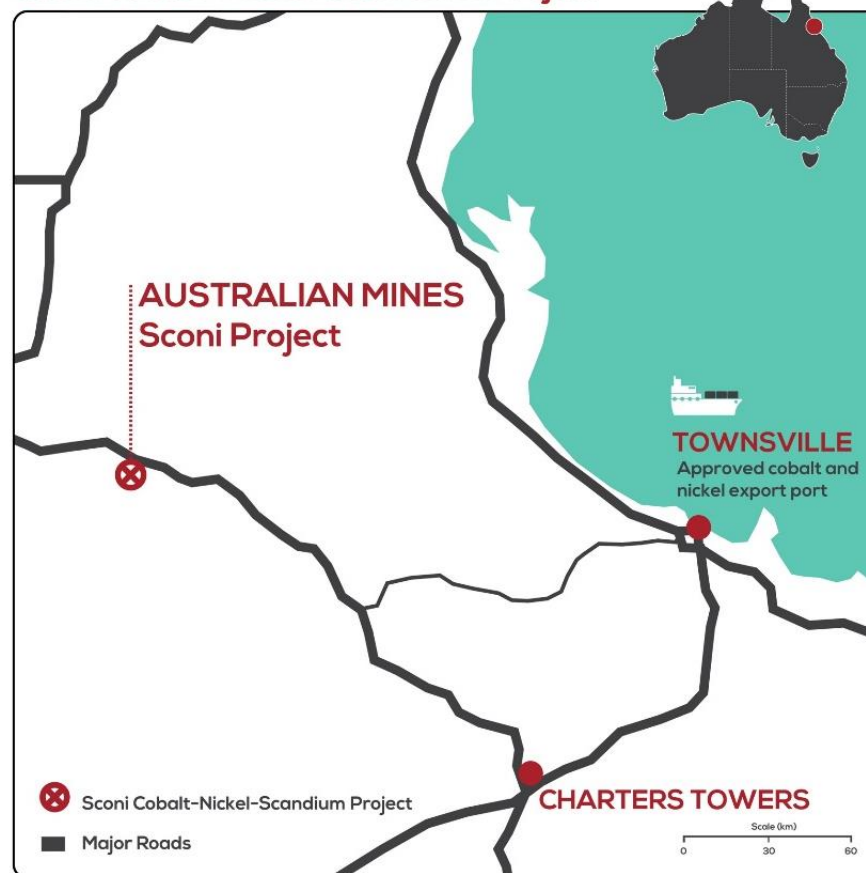 AUSTRALIAN MINES
Sconi Project
TOWNSVILLE
Approved cobalt and
nickel export port
CHARTERS TOWERS
Sconi Cobalt-Nickel-Scandium Project
Major Roads
Scale (km)
0 30 60